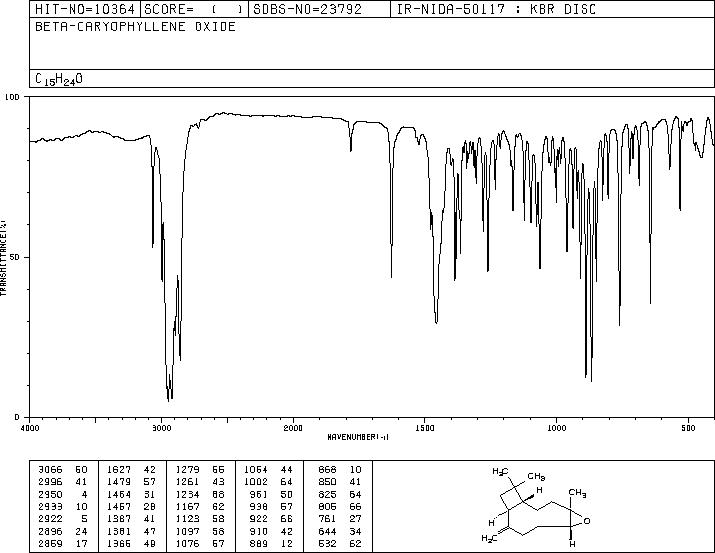 HIT-NO=10364 SCORE= ( ) SDBS-NO=23792 IR-NIDA-50117 : KBR DISC
BETA-CARYOPHYLLENE OXIDE
C15H24O
100
50
0
TRANSMITTANCE(%)
4000 3000 2000 1500 1000 500
WAVENUMBER(-1)
3066 50 1627 42 1279 55 1064 44 868 10
2996 41 1479 57 1261 43 1002 64 850 41
2950 4 1464 31 1234 68 961 50 825 64
2933 10 1457 28 1167 62 938 57 806 66
2922 5 1387 41 1123 58 922 66 761 27
2896 24 1381 47 1097 58 910 42 644 34
2859 17 1366 49 1076 57 889 12 532 62
H3C
CH3
H
CH3
H
O
H2C
H